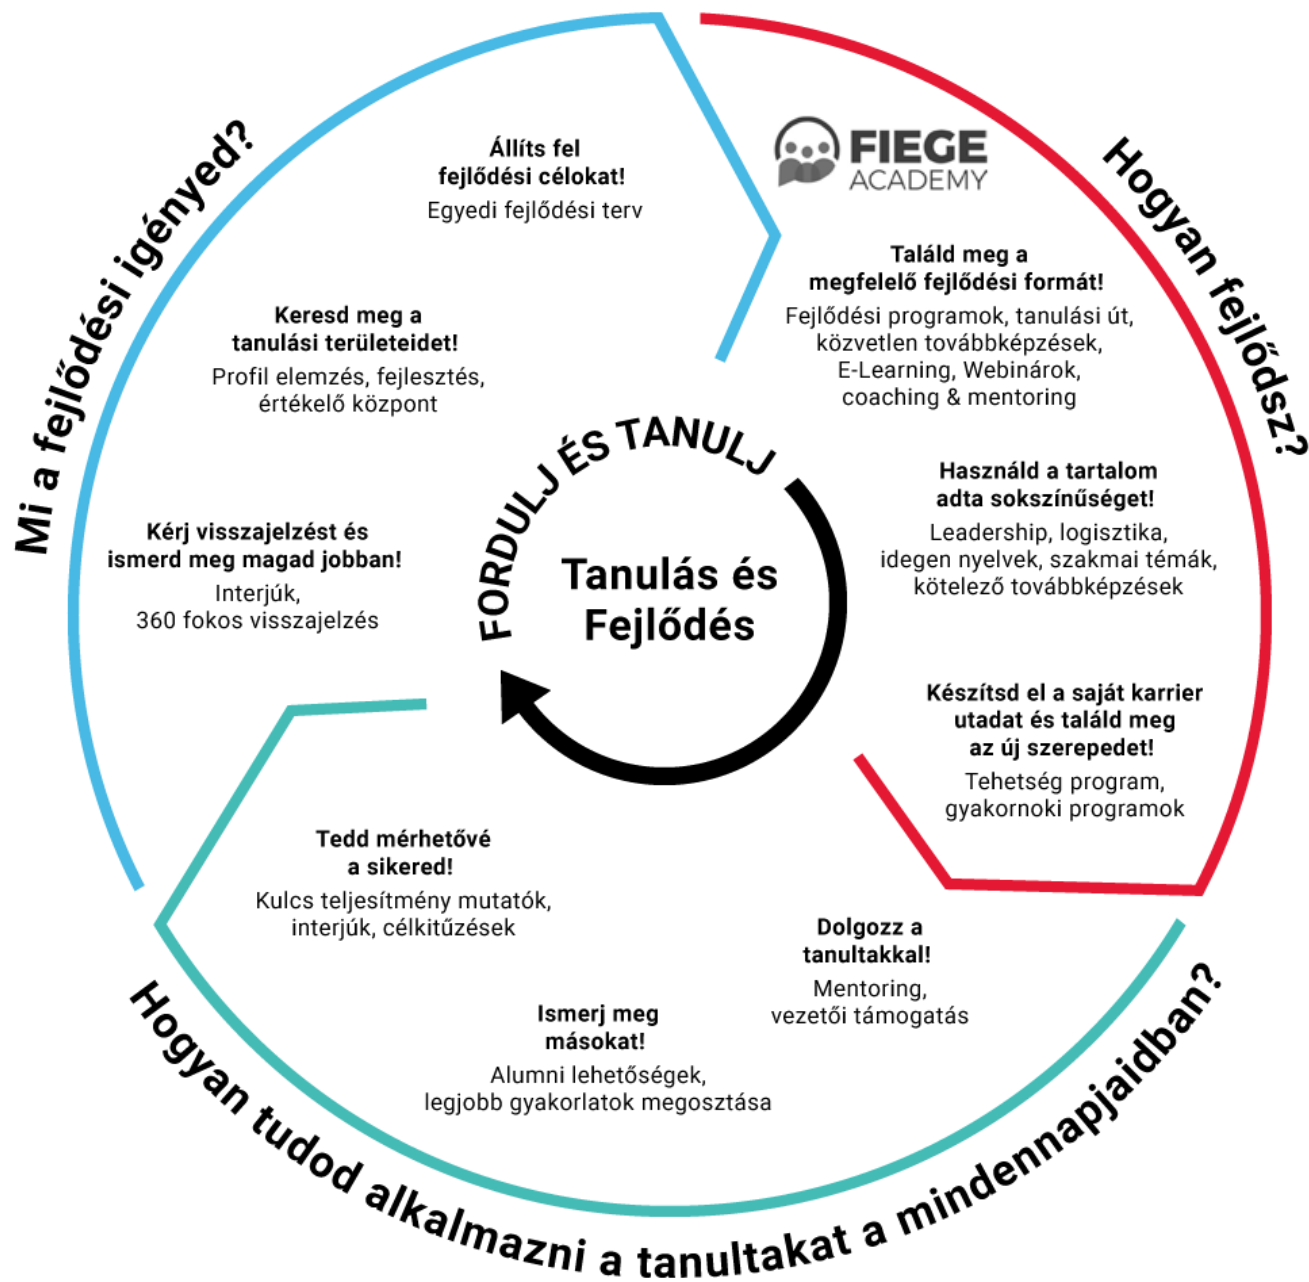 Mi a fejlődési igényed?
Állíts fel
fejlődési célokat!
Egyedi fejlődési terv
Keresd meg a
tanulási területeidet!
Profil elemzés, fejlesztés,
értékelő központ
Kérj visszajelzést és
ismerd meg magad jobban!
Interjúk,
360 fokos visszajelzés
Hogyan fejlődsz?
FIEGE
ACADEMY
Találd meg a
megfelelő fejlődési formát!
Fejlődési programok, tanulási út,
közvetlen továbbképzések,
E-Learning, Webinárok,
coaching & mentoring
Használd a tartalom
adta sokszínűséget!
Leadership, logisztika,
idegen nyelvek, szakmai témák,
kötelező továbbképzések
Készítsd el a saját karrier
utadat és találd meg
az új szerepedet!
Tehetség program,
gyakornoki programok
FORDULJ ÉS TANULJ
Tanulás és
Fejlődés
Hogyan tudod alkalmazni a tanultakat a mindennapjaidban?
Dolgozz a
tanultakkal!
Mentoring,
vezetői támogatás
Ismerj meg
másokat!
Alumni lehetőségek,
legjobb gyakorlatok megosztása
Tedd mérhetővé
a sikered!
Kulcs teljesítmény mutatók,
interjúk, célkitűzések